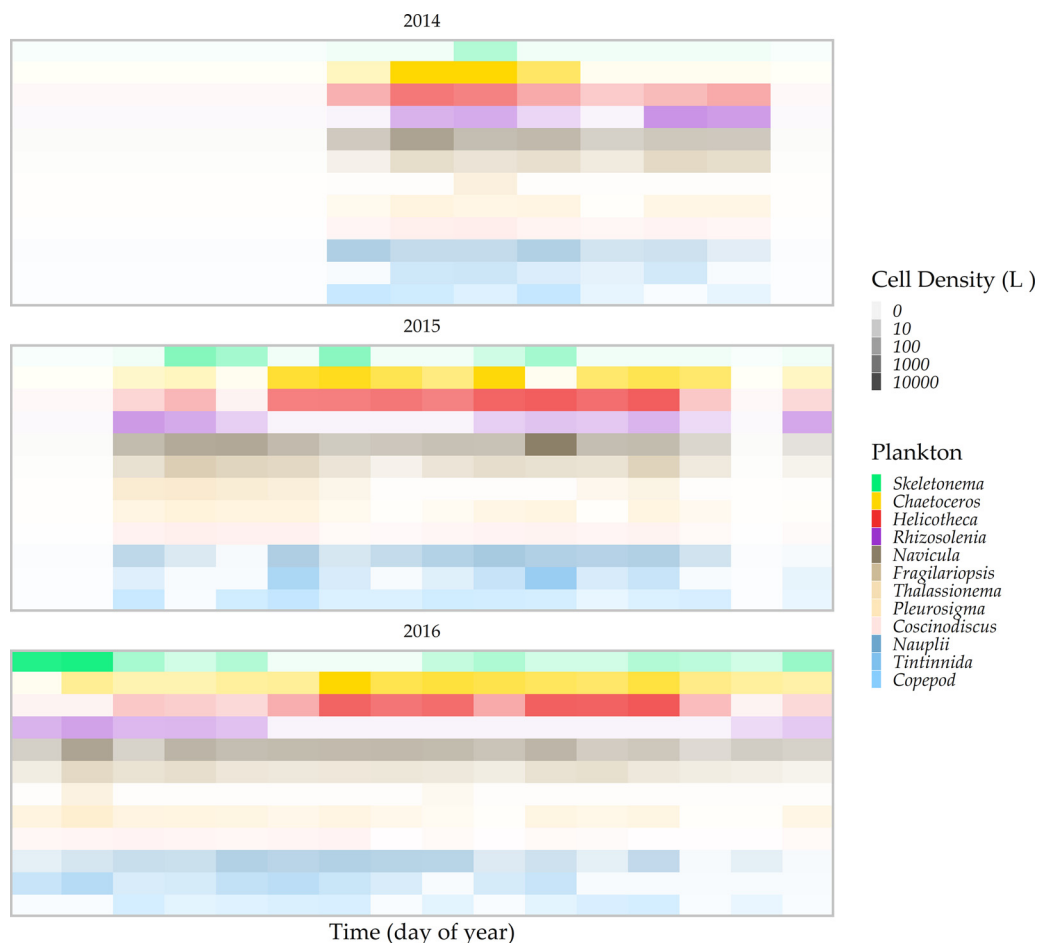 2014
2015
2016
Time (day of year)
Cell Density (L )
0
10
100
1000
10000
Plankton
Skeletonema
Chaetoceros
Helicotheca
Rhizosolenia
Navicula
Fragilariopsis
Thalassionema
Pleurosigma
Coscinodiscus
Nauplii
Tintinnida
Copepod